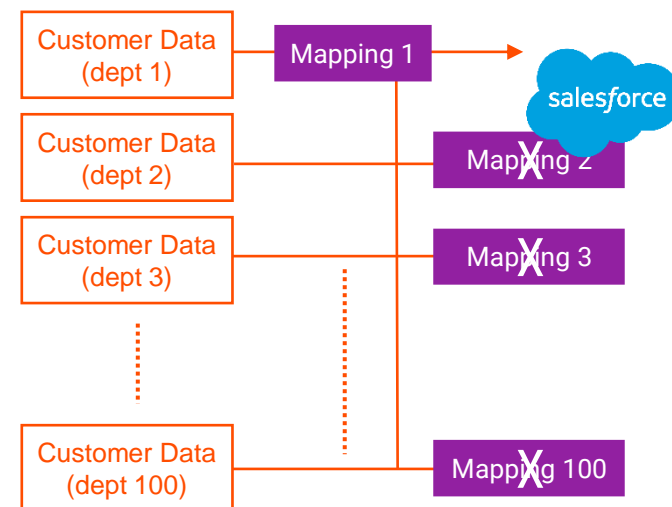 Customer Data
(dept 1)
Mapping 1
salesforce
Customer Data
(dept 2)
Mapping 2
X
Customer Data
(dept 3)
Mapping 3
X
Customer Data
(dept 100)
Mapping 100
X